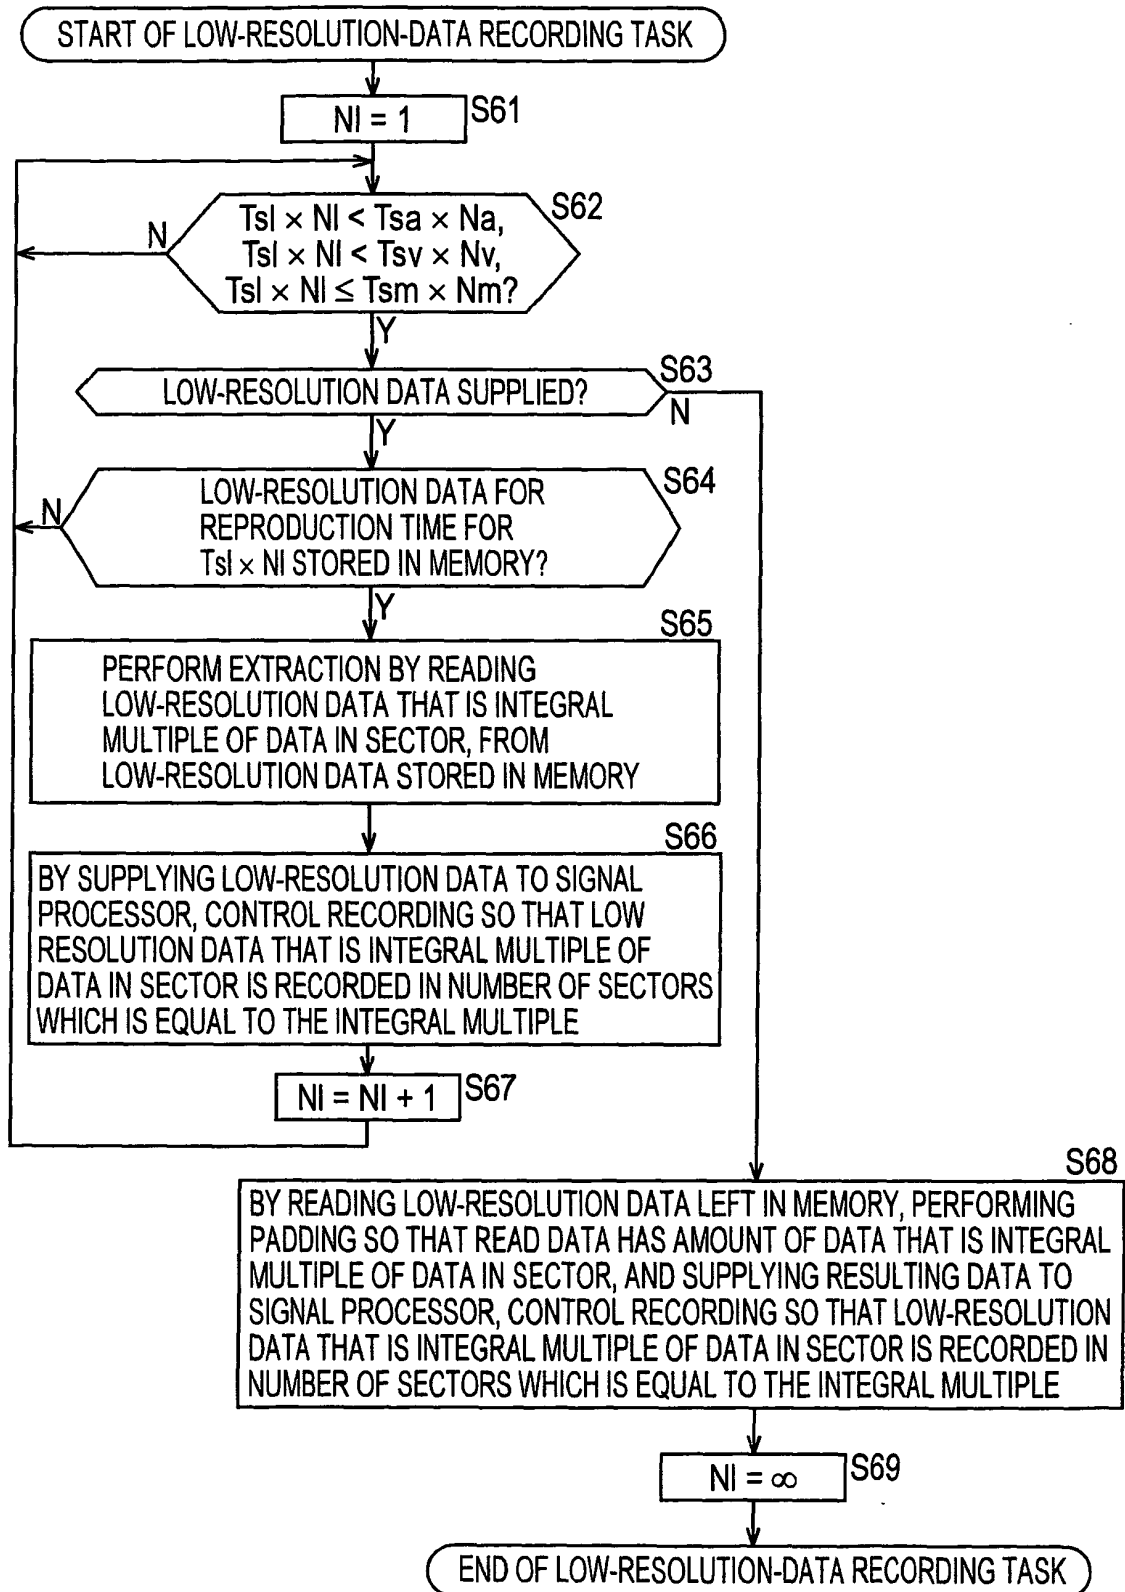 START OF LOW-RESOLUTION-DATA RECORDING TASK
Nl = 1
S61
Tsl × Nl < Tsa × Na,
Tsl × Nl < Tsv × Nv,
Tsl × Nl ≤ Tsm × Nm?
S62
N
Y
LOW-RESOLUTION DATA SUPPLIED?
S63
N
Y
LOW-RESOLUTION DATA FOR
REPRODUCTION TIME FOR
Tsl × Nl STORED IN MEMORY?
S64
N
Y
S65
PERFORM EXTRACTION BY READING
LOW-RESOLUTION DATA THAT IS INTEGRAL
MULTIPLE OF DATA IN SECTOR, FROM
LOW-RESOLUTION DATA STORED IN MEMORY
S66
BY SUPPLYING LOW-RESOLUTION DATA TO SIGNAL
PROCESSOR, CONTROL RECORDING SO THAT LOW
RESOLUTION DATA THAT IS INTEGRAL MULTIPLE OF
DATA IN SECTOR IS RECORDED IN NUMBER OF SECTORS
WHICH IS EQUAL TO THE INTEGRAL MULTIPLE
Nl = Nl + 1
S67
S68
BY READING LOW-RESOLUTION DATA LEFT IN MEMORY, PERFORMING
PADDING SO THAT READ DATA HAS AMOUNT OF DATA THAT IS INTEGRAL
MULTIPLE OF DATA IN SECTOR, AND SUPPLYING RESULTING DATA TO
SIGNAL PROCESSOR, CONTROL RECORDING SO THAT LOW-RESOLUTION
DATA THAT IS INTEGRAL MULTIPLE OF DATA IN SECTOR IS RECORDED IN
NUMBER OF SECTORS WHICH IS EQUAL TO THE INTEGRAL MULTIPLE
Nl = ∞
S69
END OF LOW-RESOLUTION-DATA RECORDING TASK